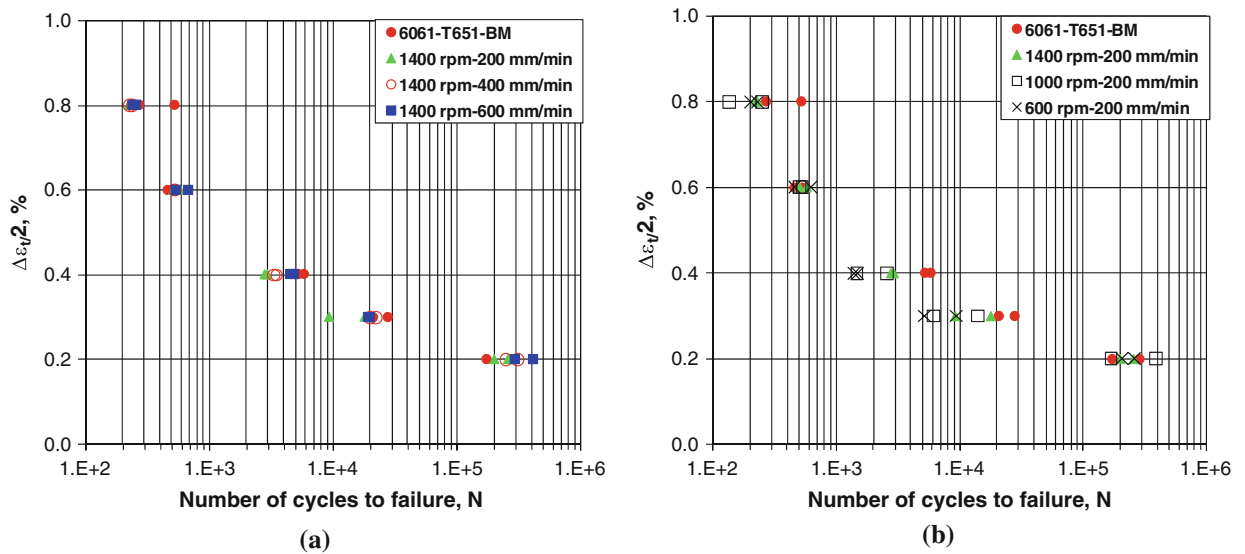 1.0
0.8
0.6
0.4
0.2
0.0
Δεt/2, %
6061-T651-BM
1400 rpm-200 mm/min
1400 rpm-400 mm/min
1400 rpm-600 mm/min
1.E+2 1.E+3 1.E+4 1.E+5 1.E+6
Number of cycles to failure, N
(a)
1.0
0.8
0.6
0.4
0.2
0.0
Δεt/2, %
6061-T651-BM
1400 rpm-200 mm/min
1000 rpm-200 mm/min
600 rpm-200 mm/min
1.E+2 1.E+3 1.E+4 1.E+5 1.E+6
Number of cycles to failure, N
(b)